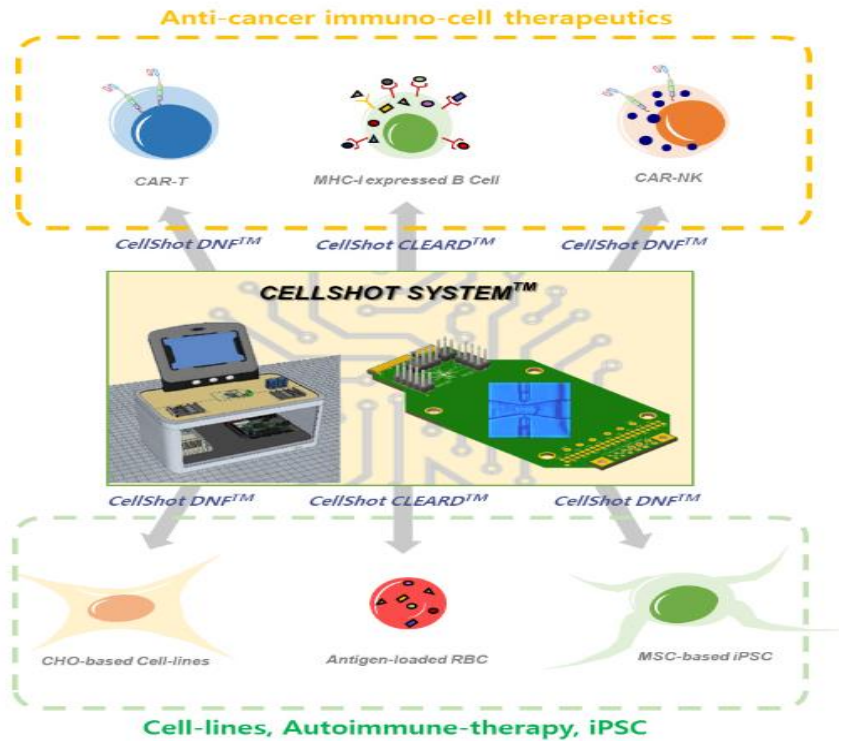 Anti-cancer immuno-cell therapeutics
CAR-T
MHC-I expressed B Cell
CAR-NK
CellShot DNF™
CellShot CLEARD™
CellShot DNF™
CELLSHOT SYSTEM™
CellShot DNF™
CellShot CLEARD™
CellShot DNF™
CHO-based Cell-lines
Antigen-loaded RBC
MSC-based iPSC
Cell-lines, Autoimmune-therapy, iPSC